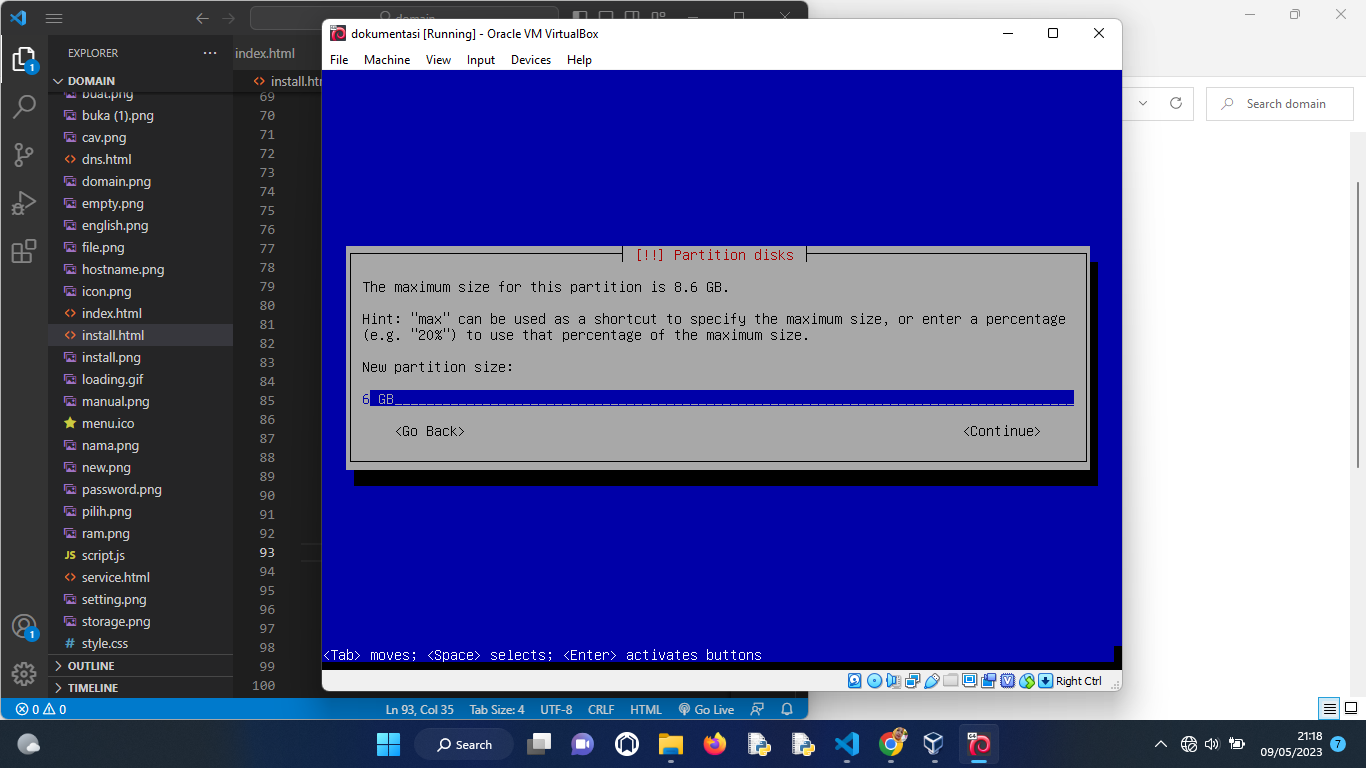 domain
dokumentasi [Running] - Oracle VM VirtualBox
File Machine View Input Devices Help
EXPLORER
index.html
DOMAIN
install.htm
buat.png
buka (1).png
cav.png
dns.html
domain.png
empty.png
english.png
file.png
hostname.png
icon.png
index.html
install.html
install.png
loading.gif
manual.png
menu.ico
nama.png
new.png
password.png
pilih.png
ram.png
JS script.js
service.html
setting.png
storage.png
# style.css
OUTLINE
TIMELINE
69
70
71
72
73
74
75
76
77
78
79
80
81
82
83
84
85
86
87
88
89
90
91
92
93
94
95
96
97
98
99
100
[!!] Partition disks
The maximum size for this partition is 8.6 GB.
Hint: "max" can be used as a shortcut to specify the maximum size, or enter a percentage
(e.g. "20%") to use that percentage of the maximum size.
New partition size:
6 GB
<Go Back> <Continue>
<Tab> moves; <Space> selects; <Enter> activates buttons
Right Ctrl
Search domain
1
1
0 0
Ln 93, Col 35 Tab Size: 4 UTF-8 CRLF HTML Go Live
Search
64
21:18
09/05/2023
7